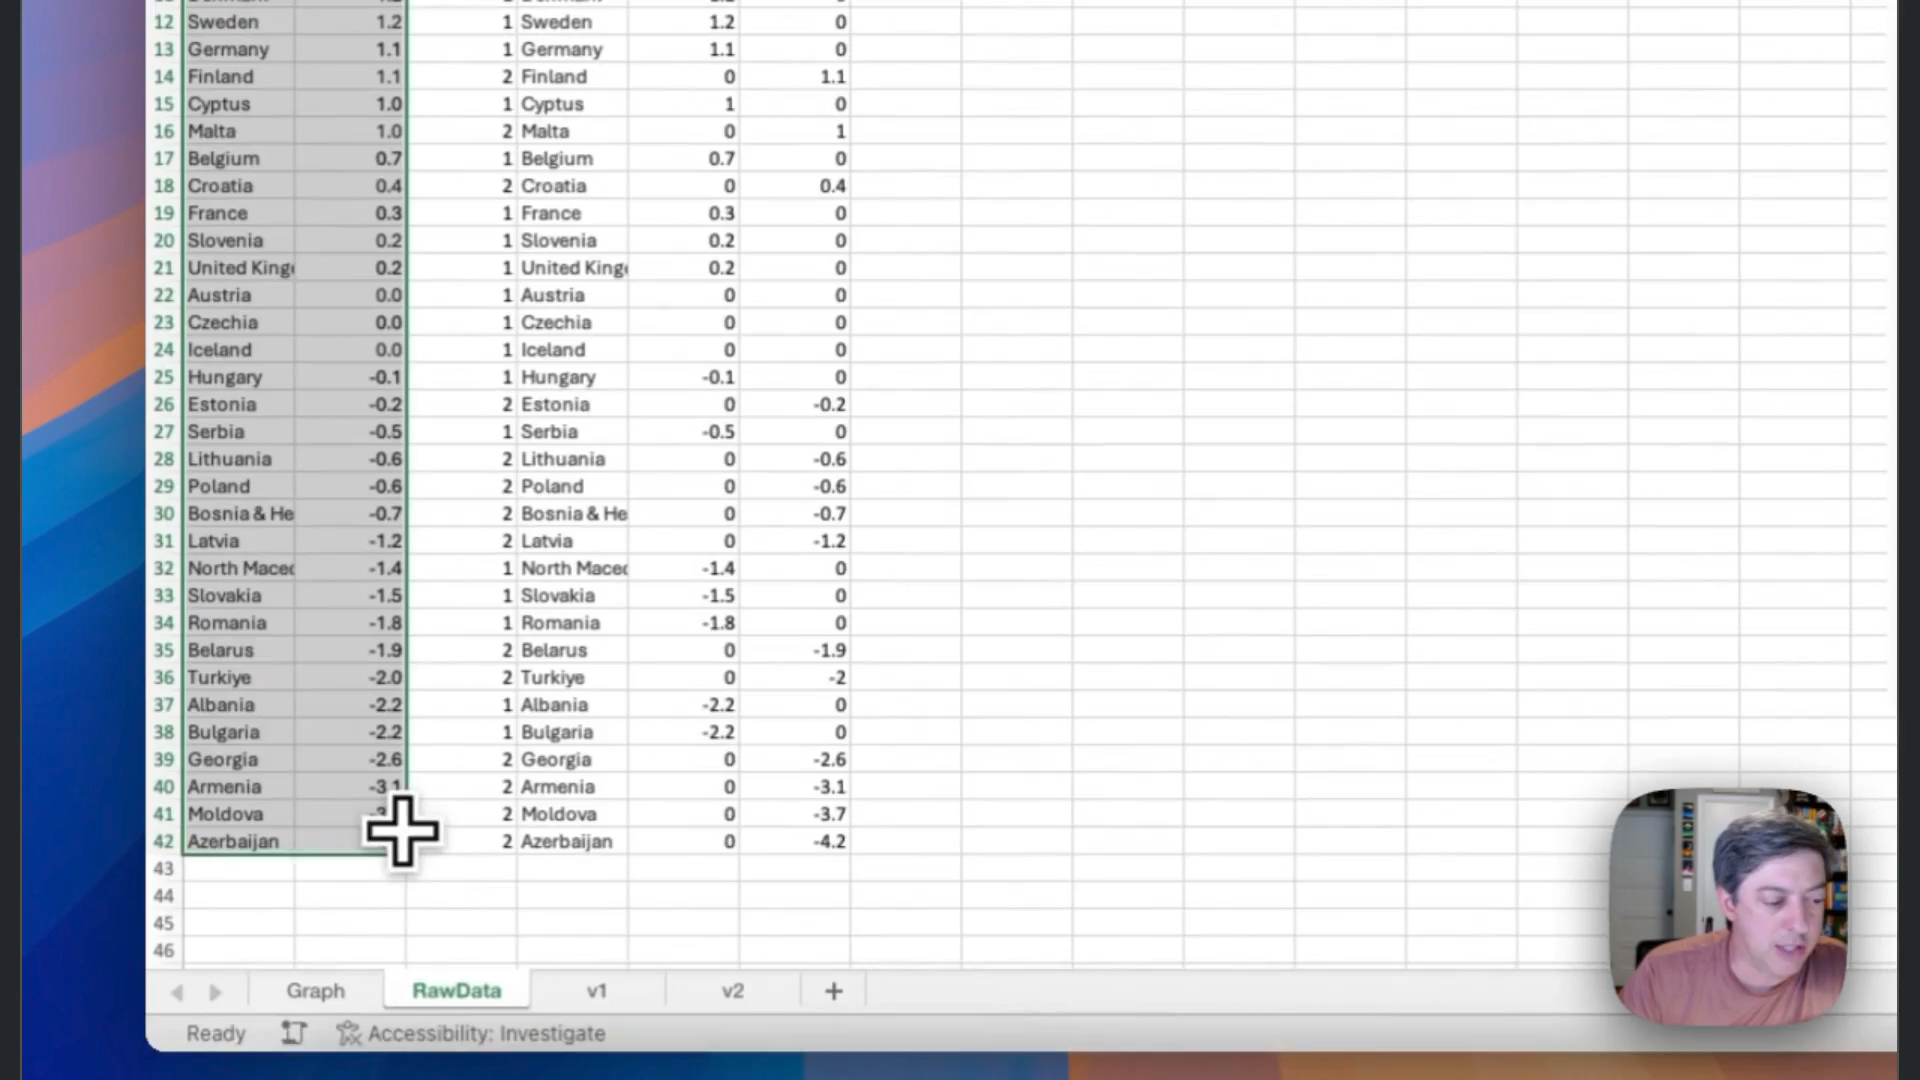 12 Sweden 1.2 1 Sweden 1.2 0
13 Germany 1.1 1 Germany 1.1 0
14 Finland 1.1 2 Finland 0 1.1
15 Cyptus 1.0 1 Cyptus 1 0
16 Malta 1.0 2 Malta 0 1
17 Belgium 0.7 1 Belgium 0.7 0
18 Croatia 0.4 2 Croatia 0 0.4
19 France 0.3 1 France 0.3 0
20 Slovenia 0.2 1 Slovenia 0.2 0
21 United King 0.2 1 United King 0.2 0
22 Austria 0.0 1 Austria 0 0
23 Czechia 0.0 1 Czechia 0 0
24 Iceland 0.0 1 Iceland 0 0
25 Hungary -0.1 1 Hungary -0.1 0
26 Estonia -0.2 2 Estonia 0 -0.2
27 Serbia -0.5 1 Serbia -0.5 0
28 Lithuania -0.6 2 Lithuania 0 -0.6
29 Poland -0.6 2 Poland 0 -0.6
30 Bosnia & He -0.7 2 Bosnia & He 0 -0.7
31 Latvia -1.2 2 Latvia 0 -1.2
32 North Mace -1.4 1 North Mace -1.4 0
33 Slovakia -1.5 1 Slovakia -1.5 0
34 Romania -1.8 1 Romania -1.8 0
35 Belarus -1.9 2 Belarus 0 -1.9
36 Turkiye -2.0 2 Turkiye 0 -2
37 Albania -2.2 1 Albania -2.2 0
38 Bulgaria -2.2 1 Bulgaria -2.2 0
39 Georgia -2.6 2 Georgia 0 -2.6
40 Armenia -3.1 2 Armenia 0 -3.1
41 Moldova 2 Moldova 0 -3.7
42 Azerbaijan 2 Azerbaijan 0 -4.2
43
44
45
46
Graph RawData v1 v2 +
Ready Accessibility: Investigate